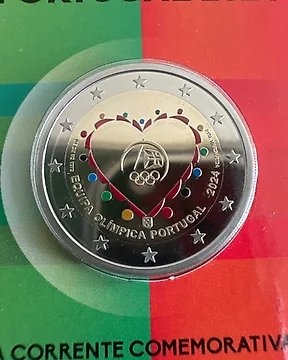 PORTUGAL 2024
EQUIPA OLÍMPICA PORTUGAL 2024
A CORRENTE COMEMORATIVA